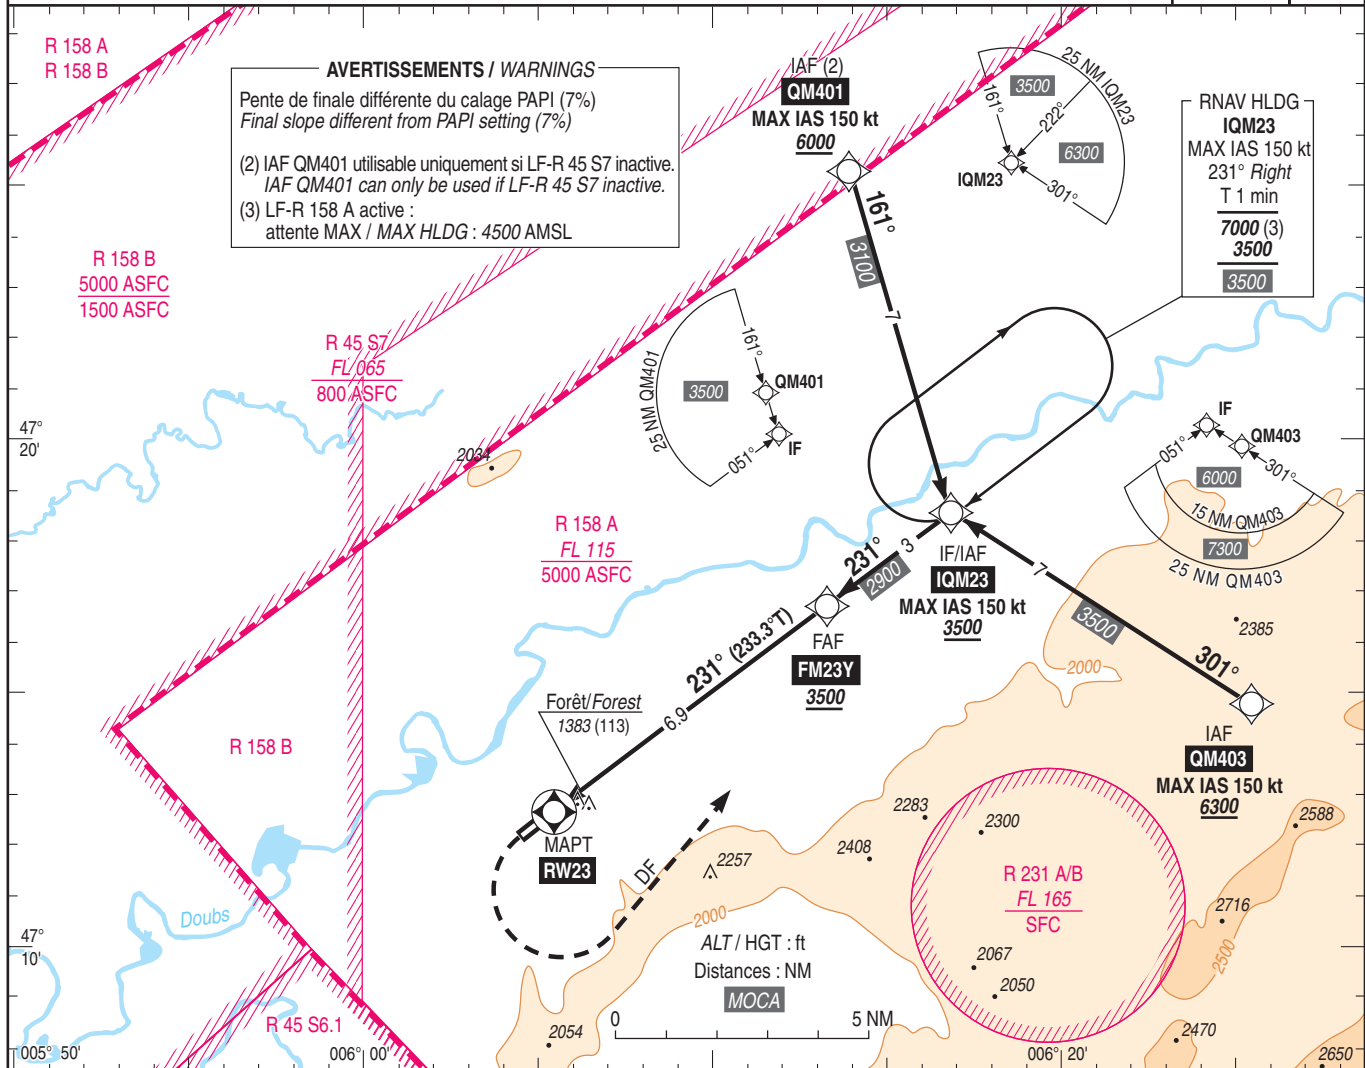 R 158 A
R 158 B
AVERTISSEMENTS / WARNINGS
Pente de finale différente du calage PAPI (7%)
Final slope different from PAPI setting (7%)
(2) IAF QM401 utilisable uniquement si LF-R 45 S7 inactive.
IAF QM401 can only be used if LF-R 45 S7 inactive.
(3) LF-R 158 A active :
attente MAX / MAX HLDG : 4500 AMSL
IAF (2)
QM401
MAX IAS 150 kt
6000
161°
3100
7
25 NM IQM23
3500
161°
222°
6300
IQM23
301°
RNAV HLDG
IQM23
MAX IAS 150 kt
231° Right
T 1 min
7000 (3)
3500
3500
R 158 B
5000 ASFC
1500 ASFC
R 45 S7
FL 065
800 ASFC
25 NM QM401
3500
161°
QM401
IF
051°
IF
QM403
051°
301°
6000
15 NM QM403
7300
25 NM QM403
47°
20'
2034
R 158 A
FL 115
5000 ASFC
231°
3
2900
IF/IAF
IQM23
MAX IAS 150 kt
3500
7
3500
301°
2385
2000
FAF
FM23Y
3500
231° (233.3°T)
6.9
Forêt/Forest
1383 (113)
R 158 B
IAF
QM403
MAX IAS 150 kt
6300
MAPT
RW23
DF
2257
2408
2283
2300
2588
R 231 A/B
FL 165
SFC
2716
2500
2067
2050
2000
Doubs
47°
10'
ALT / HGT : ft
Distances : NM
MOCA
0
5 NM
R 45 S6.1
2054
2470
2650
005° 50'
006° 00'
006° 20'